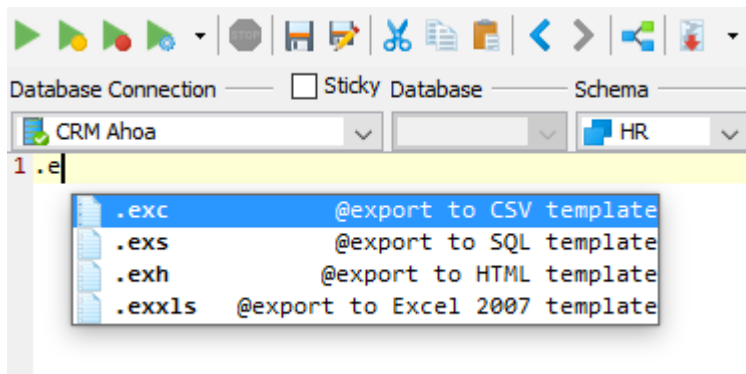 STOP
Database Connection Sticky Database Schema
CRM Ahoa HR
1 .e
.exc @export to CSV template
.exs @export to SQL template
.exh @export to HTML template
.exxls @export to Excel 2007 template